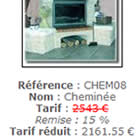 Référence : CHEM08
Nom : Cheminée
Tarif : 2543 €
Remise : 15 %
Tarif réduit : 2161.55 €